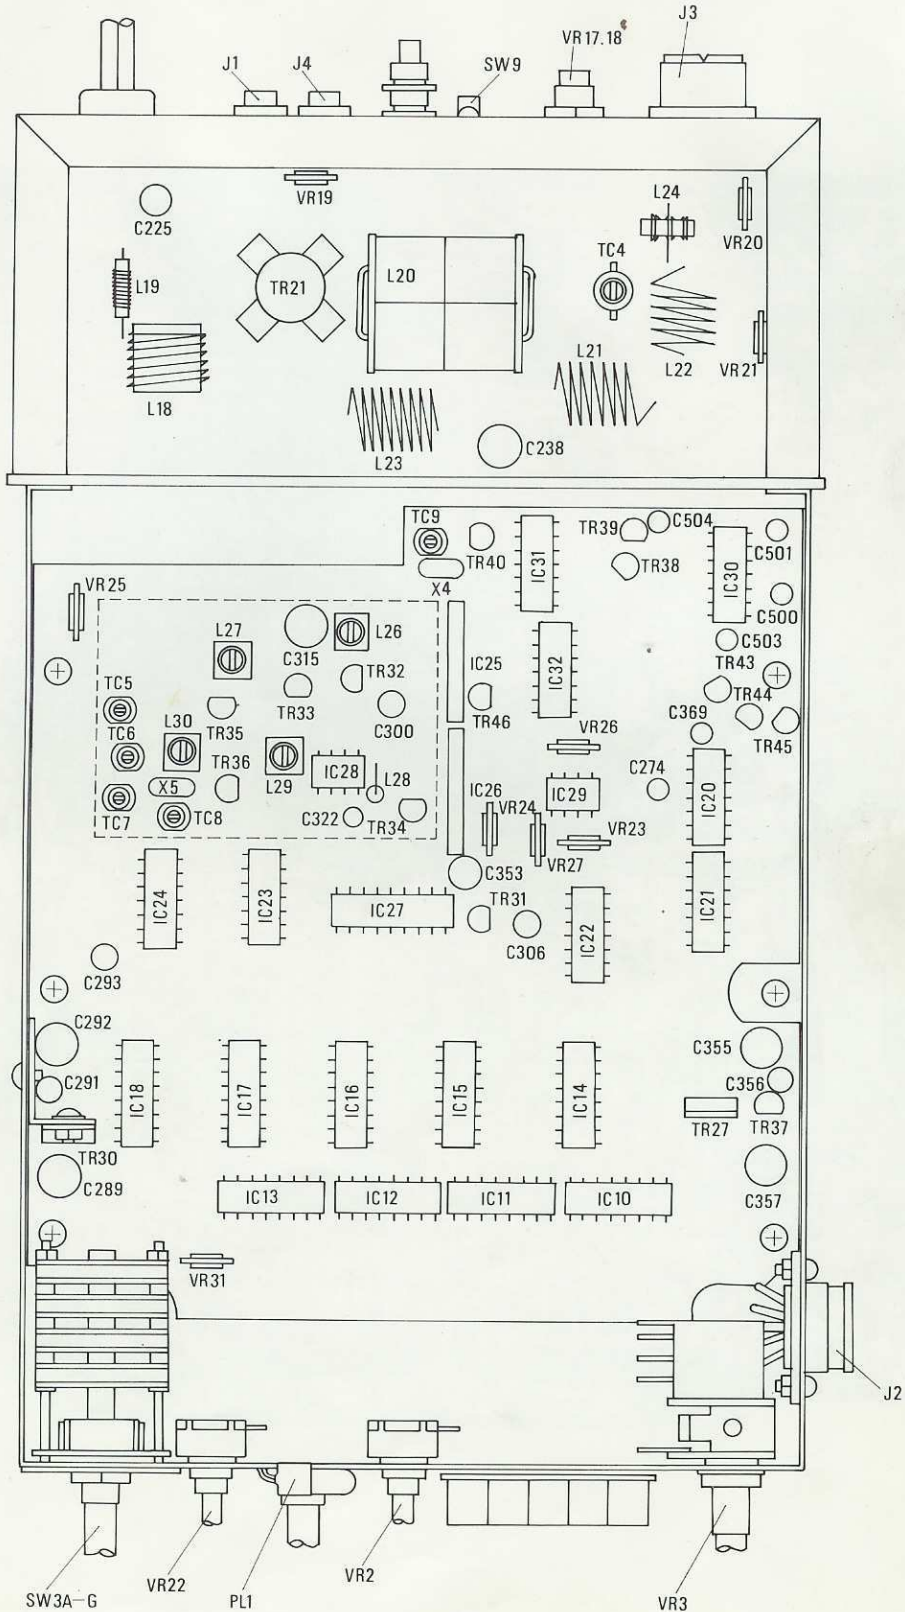 J3
VR17.18
J1
J4
SW9
VR19
L24
C225
VR20
TC4
L19
L20
TR21
L21
L22
VR21
L18
C238
L23
TC9
TR39
C504
C501
TR40
IC31
TR38
IC30
X4
VR25
C500
L27
L26
C503
C315
IC25
IC32
TR43
TR32
TC5
TR33
TR46
TR44
L30
TR35
C300
C369
TR45
TC6
VR26
TR36
L29
IC28
L28
C274
X5
IC26
IC29
IC20
TC7
TC8
C322
VR24
TR34
VR23
VR27
C353
IC24
IC23
IC27
TR31
IC21
C306
IC22
C293
C292
C355
C291
C356
IC18
IC17
IC16
IC15
IC14
TR27
TR37
TR30
C289
C357
IC13
IC12
IC11
IC10
VR31
J2
VR22
VR2
SW3A-G
PL1
VR3